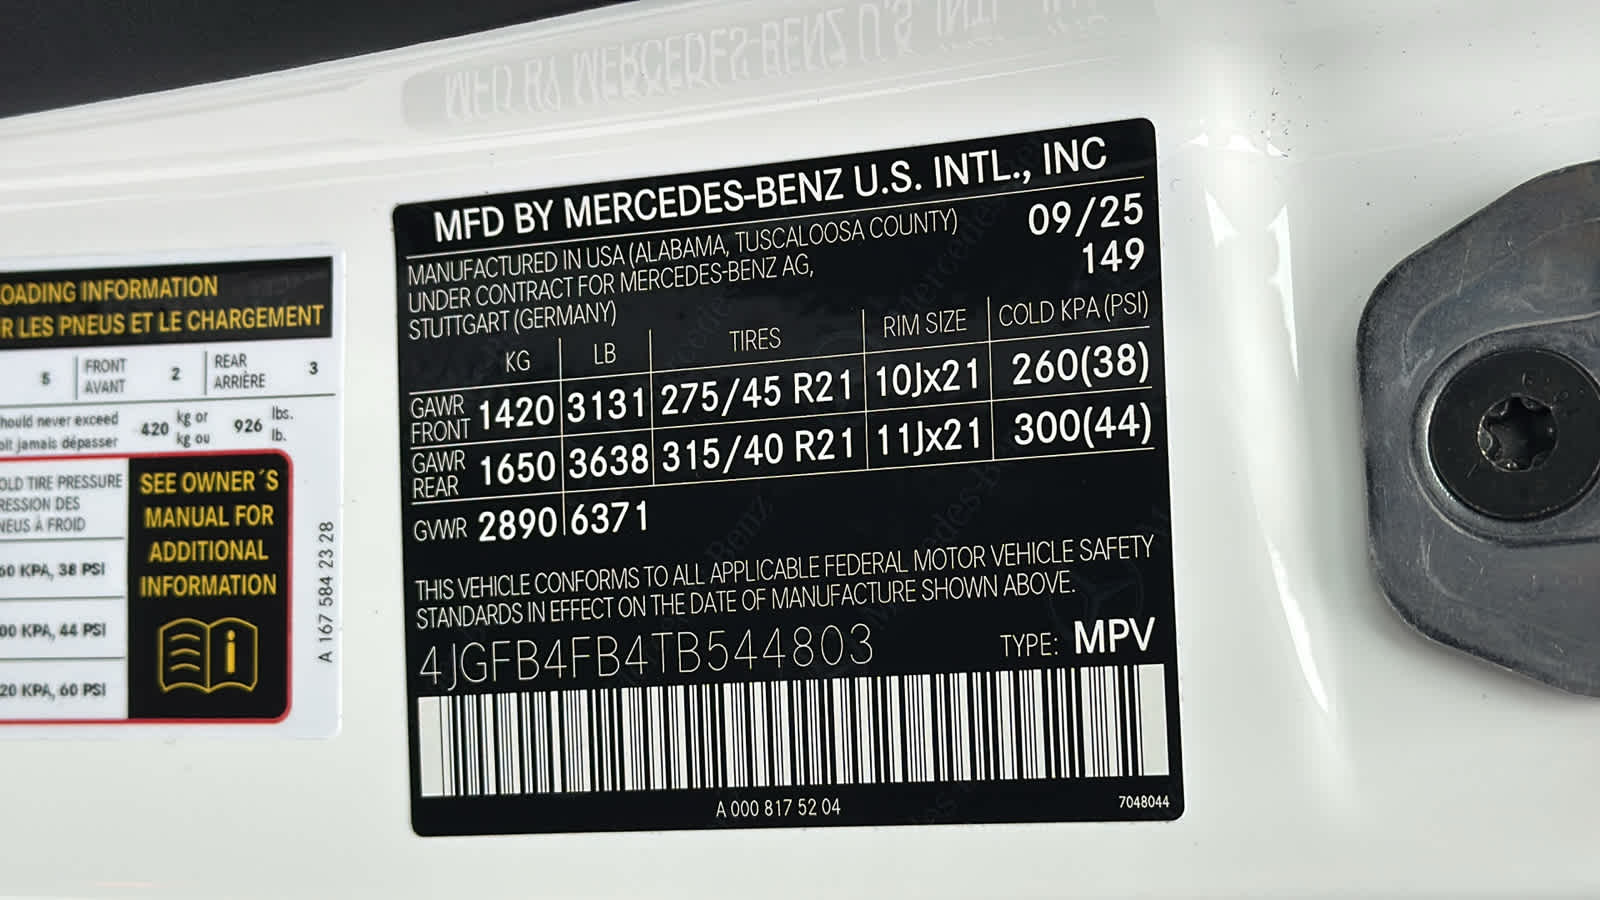 OADING INFORMATION
R LES PNEUS ET LE CHARGEMENT
5 FRONT AVANT 2 REAR ARRIÈRE 3
hould never exceed 420 kg or 926 lbs.
oit jamais dépasser kg ou lb.
OLD TIRE PRESSURE
RESSION DES
NEUS À FROID
60 KPA, 38 PSI
00 KPA, 44 PSI
20 KPA, 60 PSI
SEE OWNER´S
MANUAL FOR
ADDITIONAL
INFORMATION
A 167 584 23 28
MFD BY MERCEDES-BENZ U.S. INTL., INC
MANUFACTURED IN USA (ALABAMA, TUSCALOOSA COUNTY) 09/25
UNDER CONTRACT FOR MERCEDES-BENZ AG, 149
STUTTGART (GERMANY)
KG LB TIRES RIM SIZE COLD KPA (PSI)
GAWR FRONT 1420 3131 275/45 R21 10Jx21 260(38)
GAWR REAR 1650 3638 315/40 R21 11Jx21 300(44)
GVWR 2890 6371
THIS VEHICLE CONFORMS TO ALL APPLICABLE FEDERAL MOTOR VEHICLE SAFETY
STANDARDS IN EFFECT ON THE DATE OF MANUFACTURE SHOWN ABOVE.
4JGFB4FB4TB544803 TYPE: MPV
A 000 817 52 04 7048044